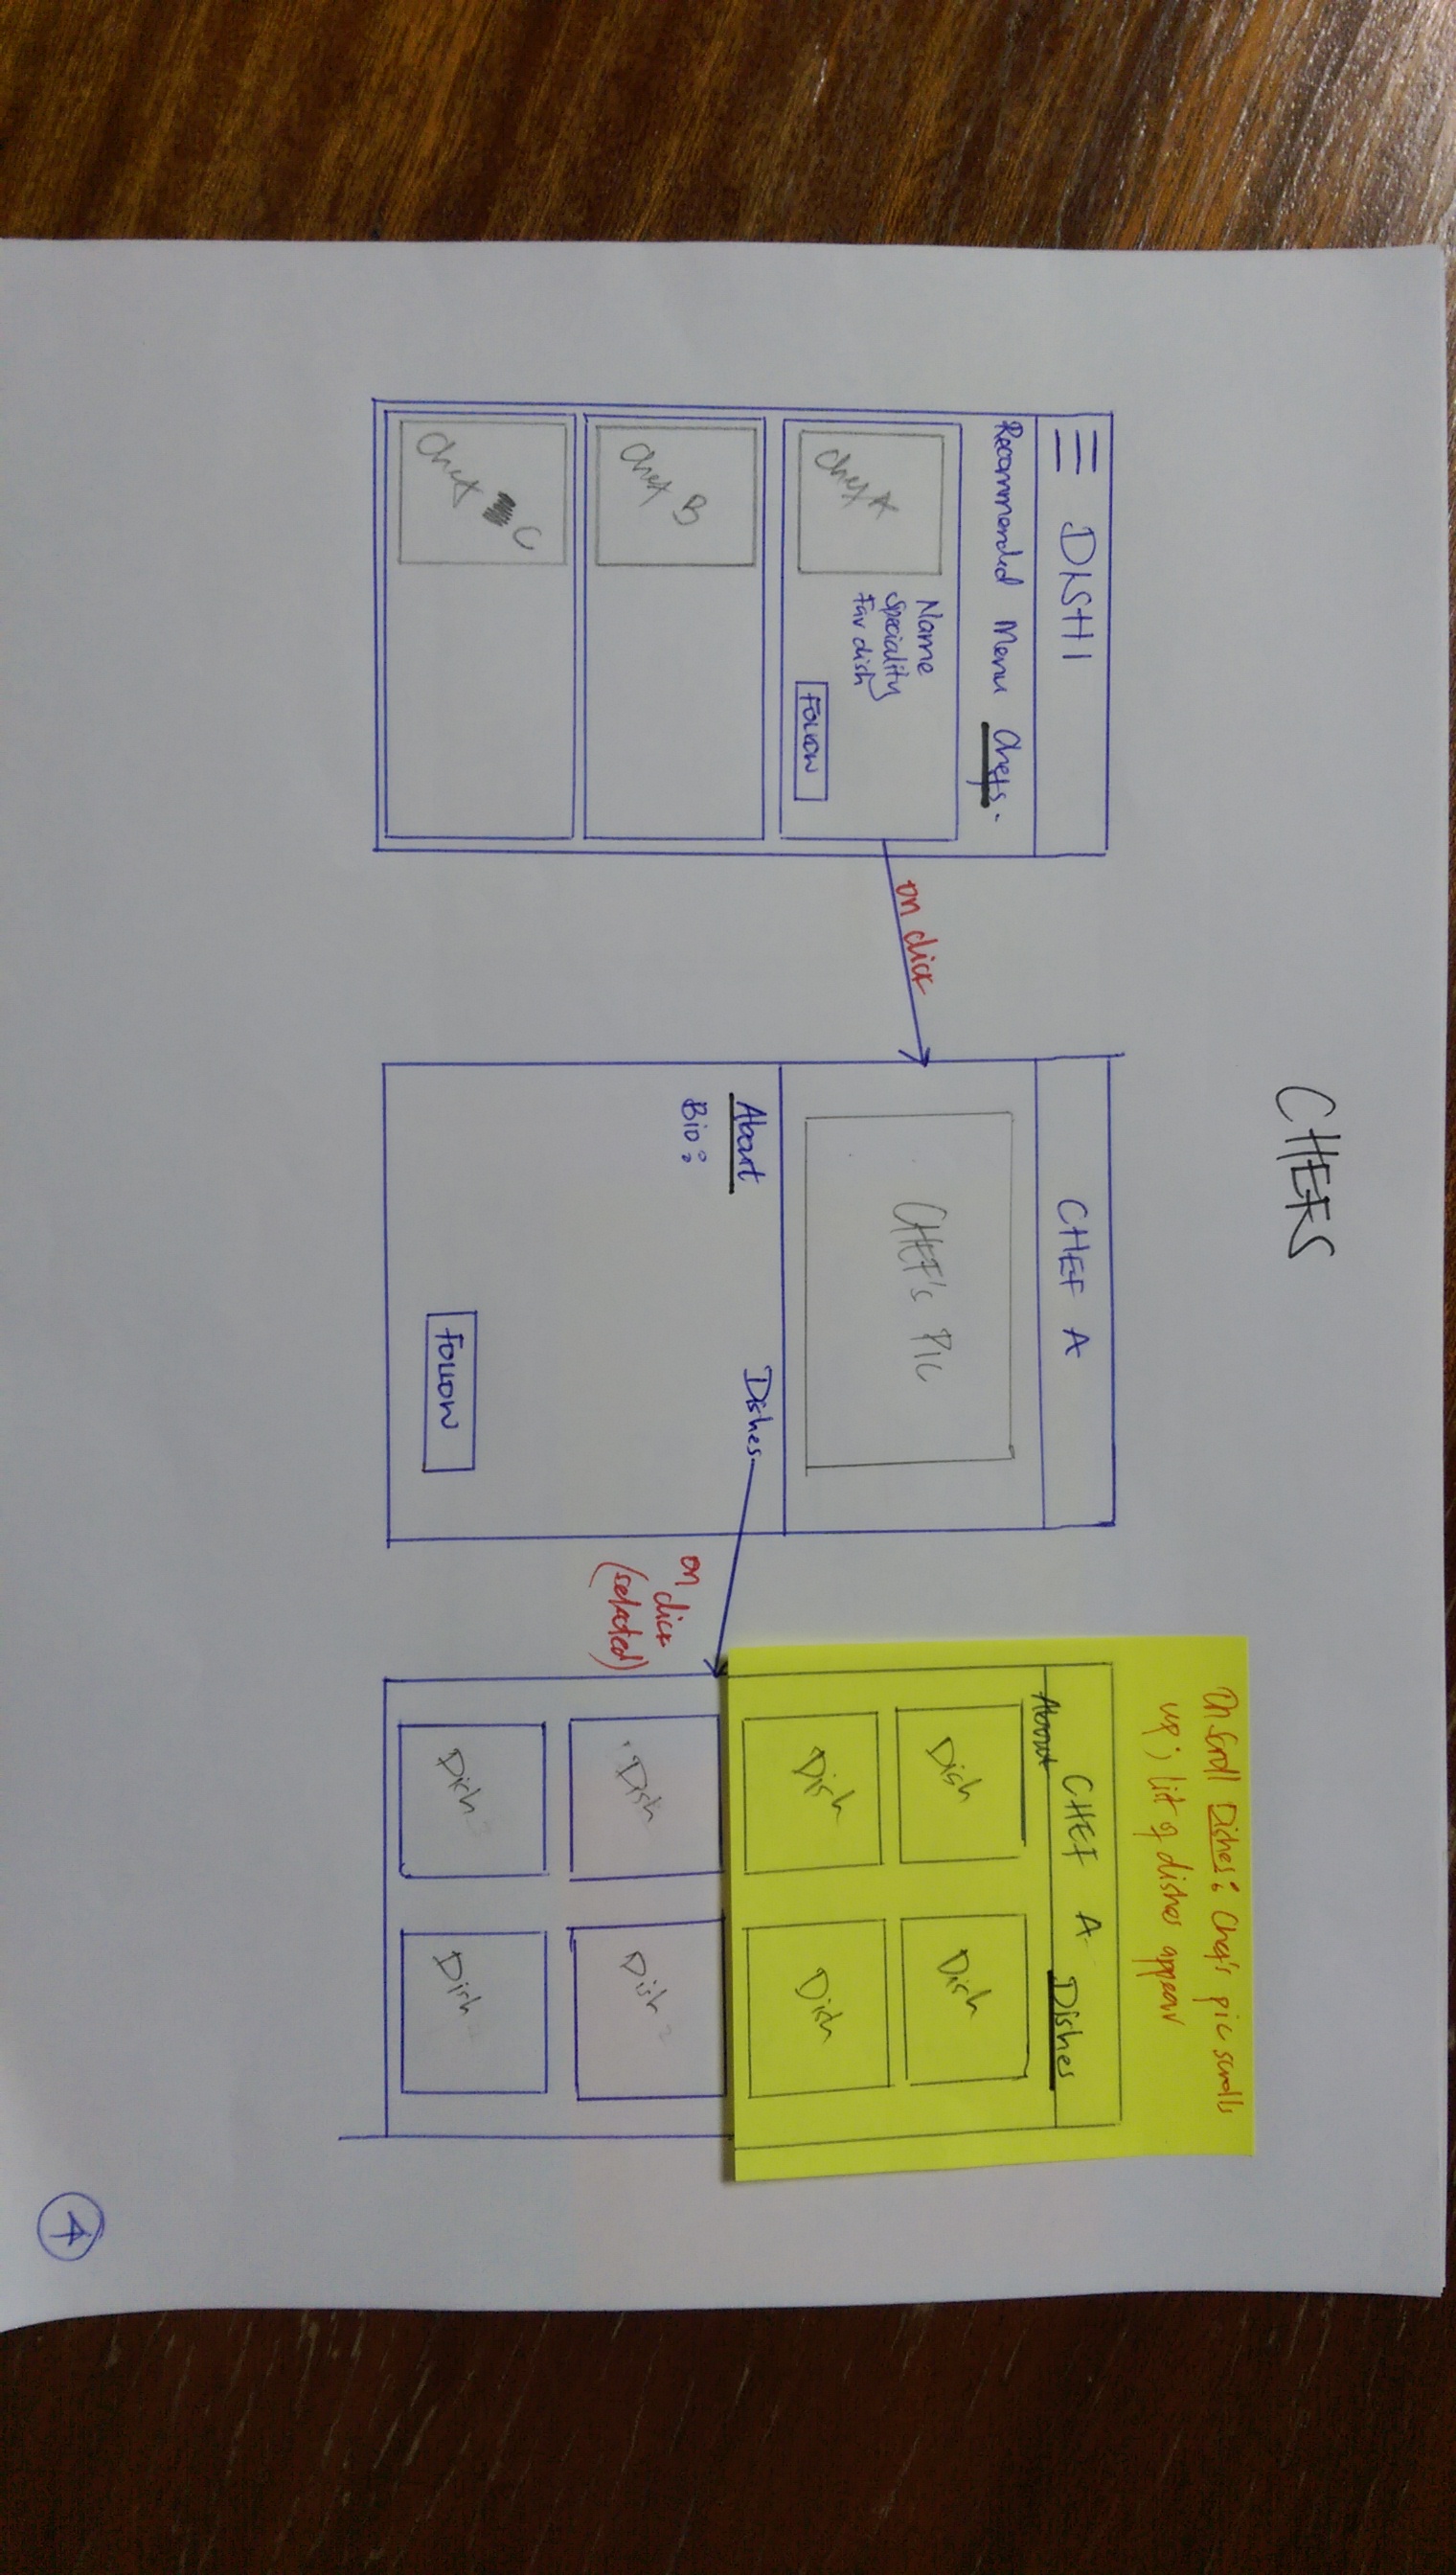 CHEFS
DISHI
Recommended Menu Chefs.
Chef A
Name
Speciality
Fav dish
FOLLOW
Chef B
Chef C
on click
CHEF A
CHEF's PIC
About Dishes
Bio:
FOLLOW
on
click
(selected)
On scroll Dishes: Chef's pic scrolls
up; list of dishes appear
CHEF A
About Dishes
Dish Dish
Dish Dish
Dish Dish
Dish Dish
4